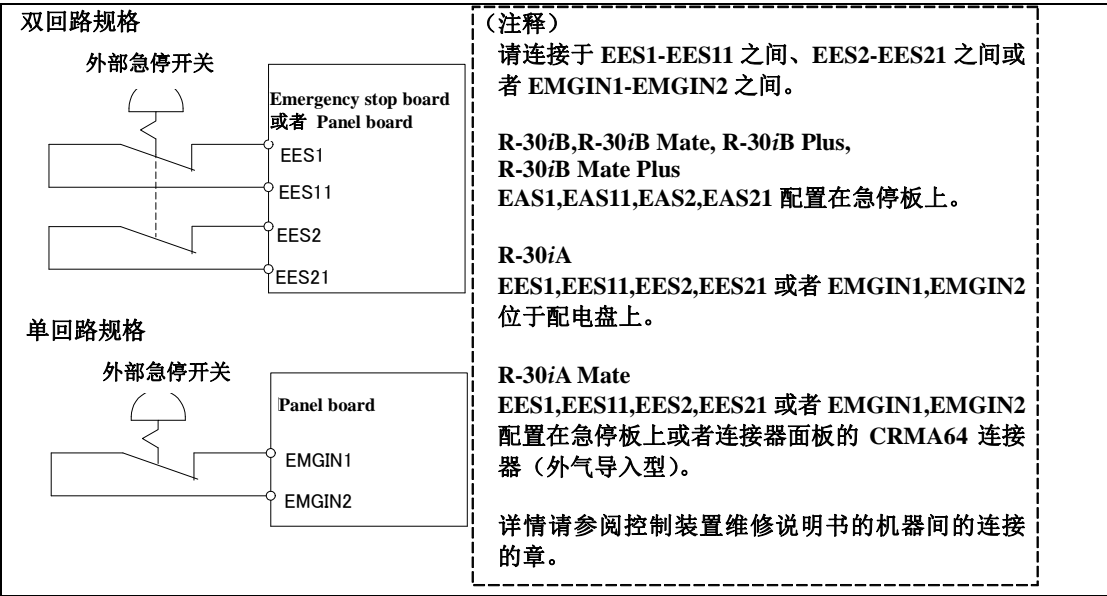 双回路规格
外部急停开关
Emergency stop board
或者 Panel board
EES1
EES11
EES2
EES21
单回路规格
外部急停开关
Panel board
EMGIN1
EMGIN2
（注释）
请连接于 EES1-EES11 之间、EES2-EES21 之间或
者 EMGIN1-EMGIN2 之间。
R-30iB,R-30iB Mate, R-30iB Plus,
R-30iB Mate Plus
EAS1,EAS11,EAS2,EAS21 配置在急停板上。
R-30iA
EES1,EES11,EES2,EES21 或者 EMGIN1,EMGIN2
位于配电盘上。
R-30iA Mate
EES1,EES11,EES2,EES21 或者 EMGIN1,EMGIN2
配置在急停板上或者连接器面板的 CRMA64 连接
器（外气导入型）。
详情请参阅控制装置维修说明书的机器间的连接
的章。